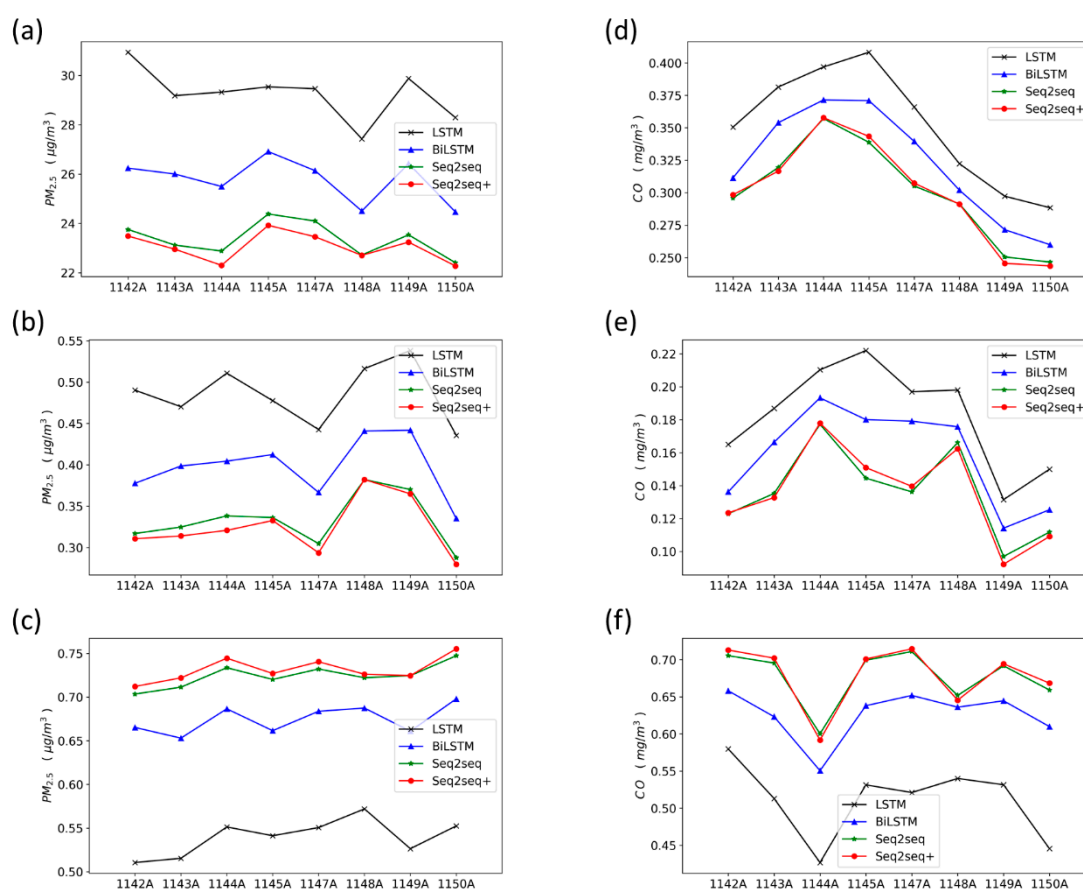 (a)
PM2.5 ( μg/m³ )
30
28
26
24
22
LSTM
BiLSTM
Seq2seq
Seq2seq+
1142A 1143A 1144A 1145A 1147A 1148A 1149A 1150A
(d)
CO ( mg/m³ )
0.400
0.375
0.350
0.325
0.300
0.275
0.250
LSTM
BiLSTM
Seq2seq
Seq2seq+
1142A 1143A 1144A 1145A 1147A 1148A 1149A 1150A
(b)
PM2.5 ( μg/m³ )
0.55
0.50
0.45
0.40
0.35
0.30
LSTM
BiLSTM
Seq2seq
Seq2seq+
1142A 1143A 1144A 1145A 1147A 1148A 1149A 1150A
(e)
CO ( mg/m³ )
0.22
0.20
0.18
0.16
0.14
0.12
0.10
LSTM
BiLSTM
Seq2seq
Seq2seq+
1142A 1143A 1144A 1145A 1147A 1148A 1149A 1150A
(c)
PM2.5 ( μg/m³ )
0.75
0.70
0.65
0.60
0.55
0.50
LSTM
BiLSTM
Seq2seq
Seq2seq+
1142A 1143A 1144A 1145A 1147A 1148A 1149A 1150A
(f)
CO ( mg/m³ )
0.70
0.65
0.60
0.55
0.50
0.45
LSTM
BiLSTM
Seq2seq
Seq2seq+
1142A 1143A 1144A 1145A 1147A 1148A 1149A 1150A